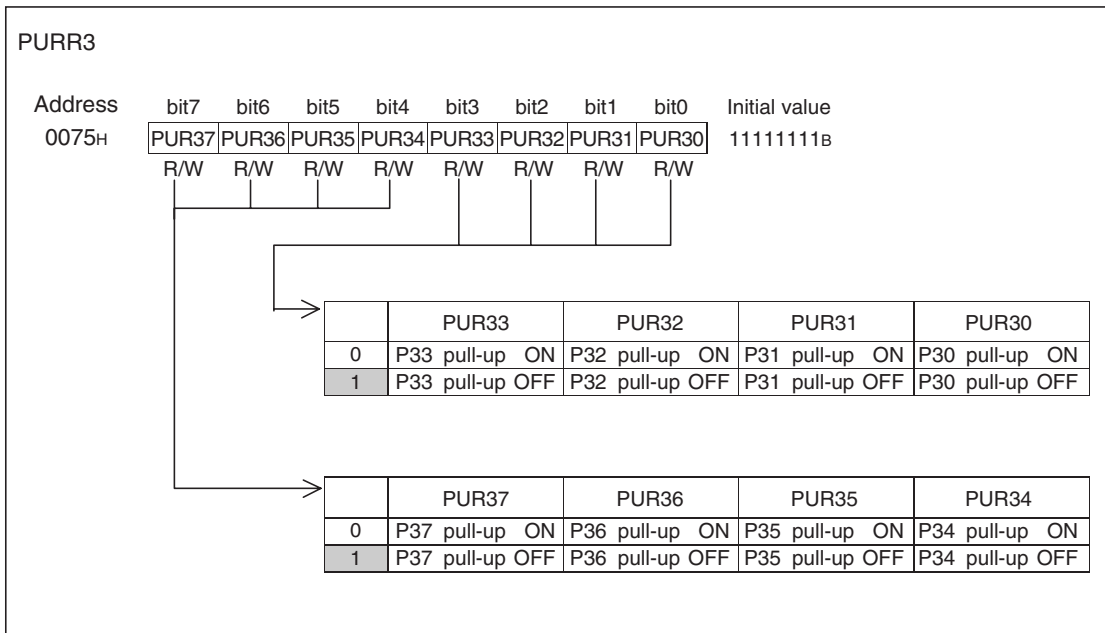 PURR3
Address bit7 bit6 bit5 bit4 bit3 bit2 bit1 bit0 Initial value
0075H PUR37 PUR36 PUR35 PUR34 PUR33 PUR32 PUR31 PUR30 11111111B
R/W R/W R/W R/W R/W R/W R/W R/W
PUR33 PUR32 PUR31 PUR30
0 P33 pull-up ON P32 pull-up ON P31 pull-up ON P30 pull-up ON
1 P33 pull-up OFF P32 pull-up OFF P31 pull-up OFF P30 pull-up OFF
PUR37 PUR36 PUR35 PUR34
0 P37 pull-up ON P36 pull-up ON P35 pull-up ON P34 pull-up ON
1 P37 pull-up OFF P36 pull-up OFF P35 pull-up OFF P34 pull-up OFF